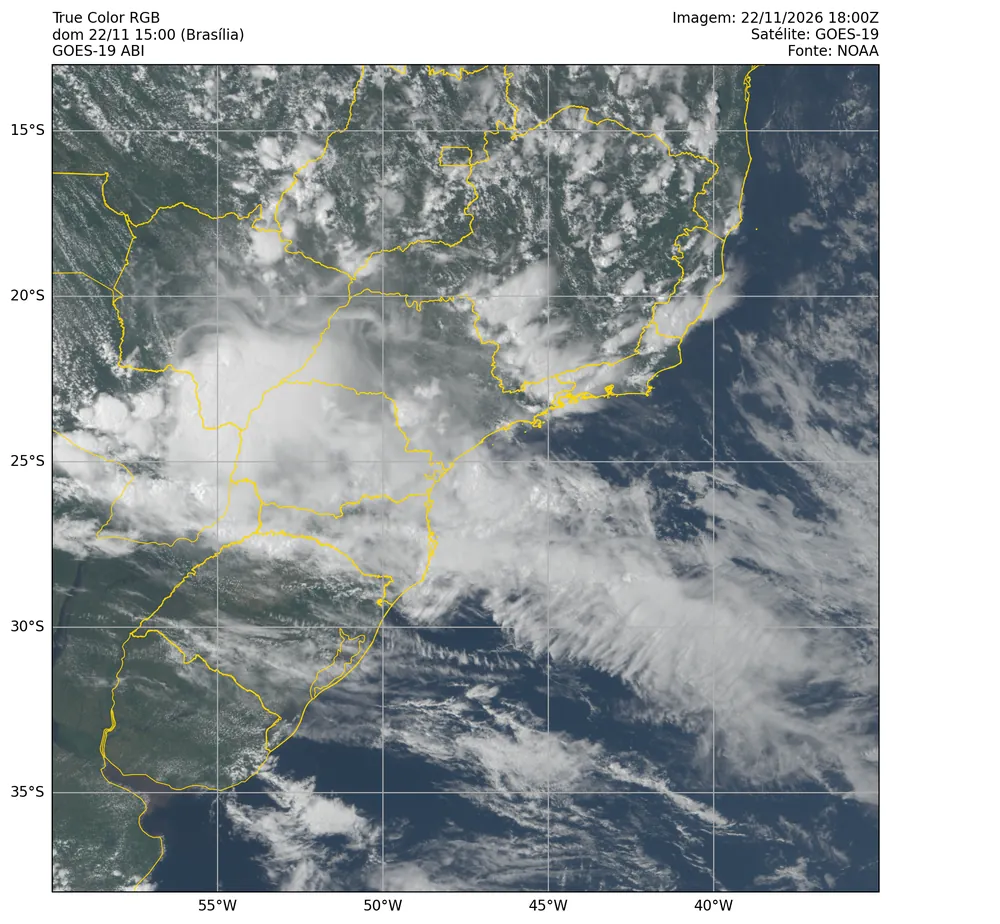 True Color RGB
dom 22/11 15:00 (Brasília)
GOES-19 ABI
Imagem: 22/11/2026 18:00Z
Satélite: GOES-19
Fonte: NOAA
15°S
20°S
25°S
30°S
35°S
55°W
50°W
45°W
40°W